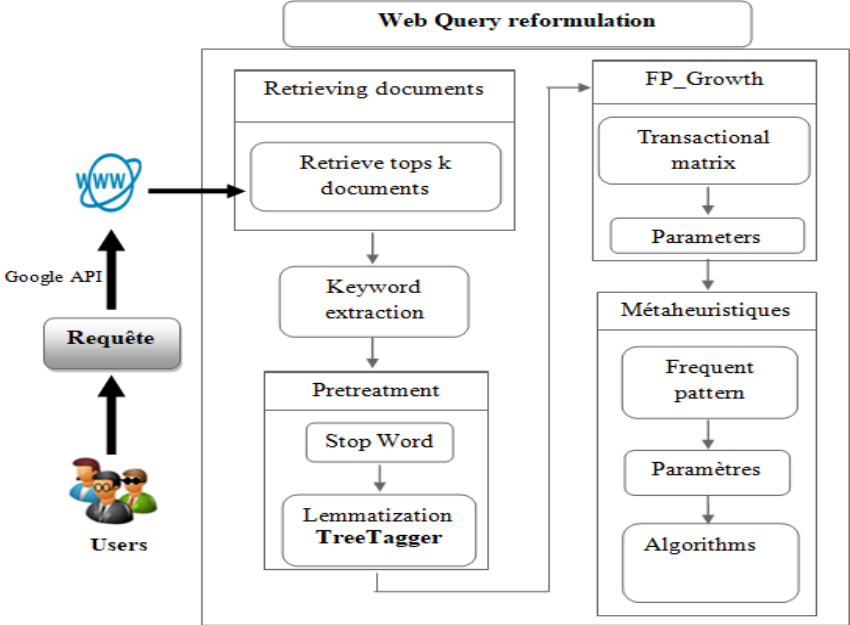 Web Query reformulation
Retrieving documents
Retrieve tops k
documents
Keyword
extraction
Pretreatment
Stop Word
Lemmatization
TreeTagger
FP_Growth
Transactional
matrix
Parameters
Métaheuristiques
Frequent
pattern
Paramètres
Algorithms
WWW
Google API
Requête
Users